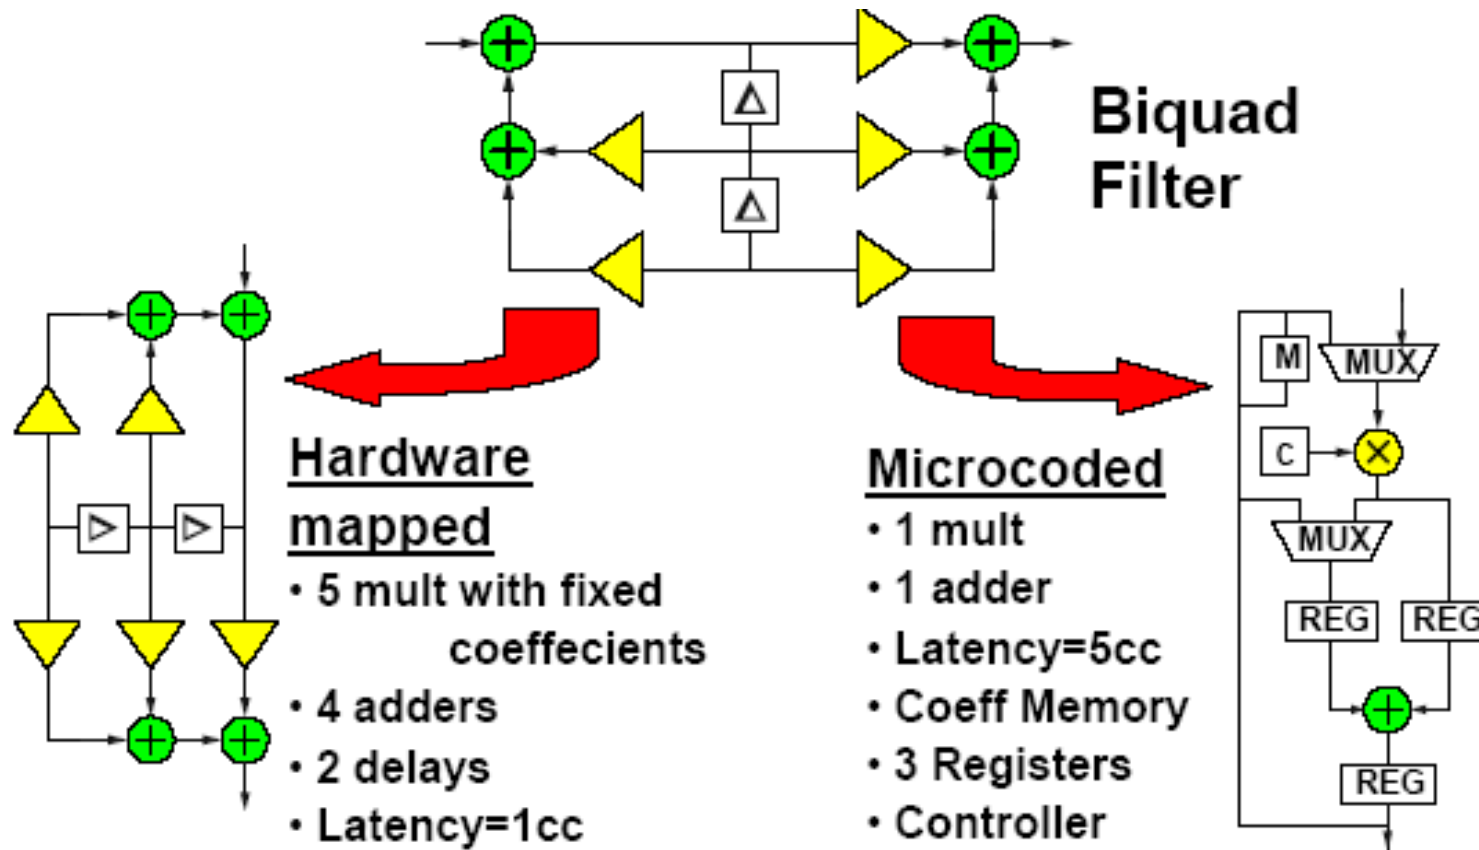 Biquad
Filter
Hardware
mapped
• 5 mult with fixed
coeffecients
• 4 adders
• 2 delays
• Latency=1cc
Microcoded
• 1 mult
• 1 adder
• Latency=5cc
• Coeff Memory
• 3 Registers
• Controller
M
MUX
C
MUX
REG
REG
REG